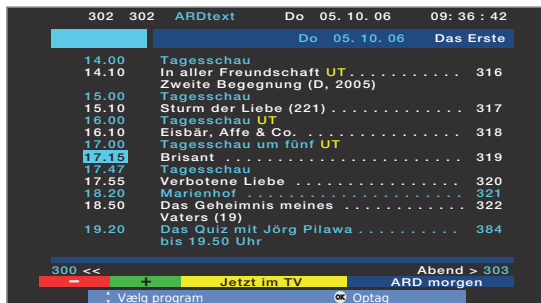 302 302 ARDtext Do 05. 10. 06 09: 36 : 42
Do 05. 10. 06 Das Erste
14.00 Tagesschau
14.10 In aller Freundschaft UT . . . . . . . . . . . 316
Zweite Begegnung (D, 2005)
15.00 Tagesschau
15.10 Sturm der Liebe (221) . . . . . . . . . . . . . 317
16.00 Tagesschau UT
16.10 Eisbär, Affe & Co. . . . . . . . . . . . . . . . 318
17.00 Tagesschau um fünf UT
17.15 Brisant . . . . . . . . . . . . . . . . . . . . . . . 319
17.47 Tagesschau
17.55 Verbotene Liebe . . . . . . . . . . . . . . . . 320
18.20 Marienhof . . . . . . . . . . . . . . . . . . . . . 321
18.50 Das Geheimnis meines . . . . . . . . . . . . 322
Vaters (19)
19.20 Das Quiz mit Jörg Pilawa . . . . . . . . . . 384
bis 19.50 Uhr
300 << Abend > 303
− + Jetzt im TV ARD morgen
Vælg program OK Optag